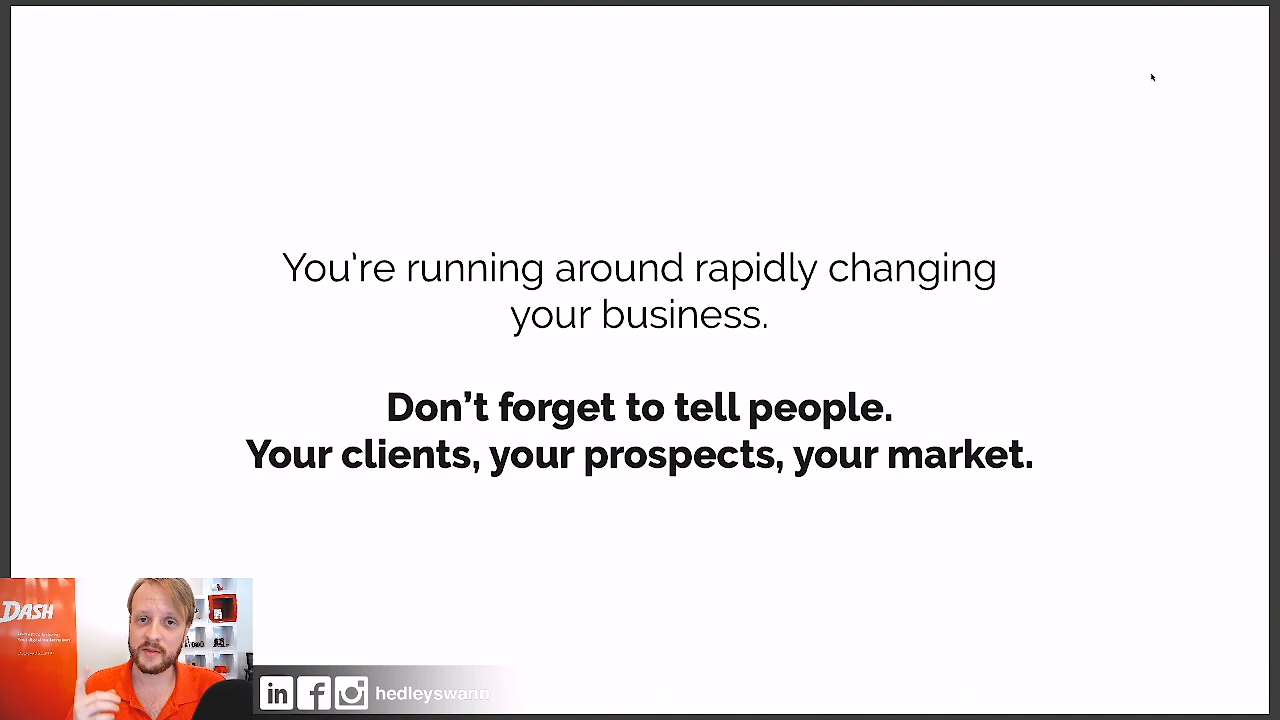 You're running around rapidly changing
your business.
Don't forget to tell people.
Your clients, your prospects, your market.
DASH
in f hedleyswann